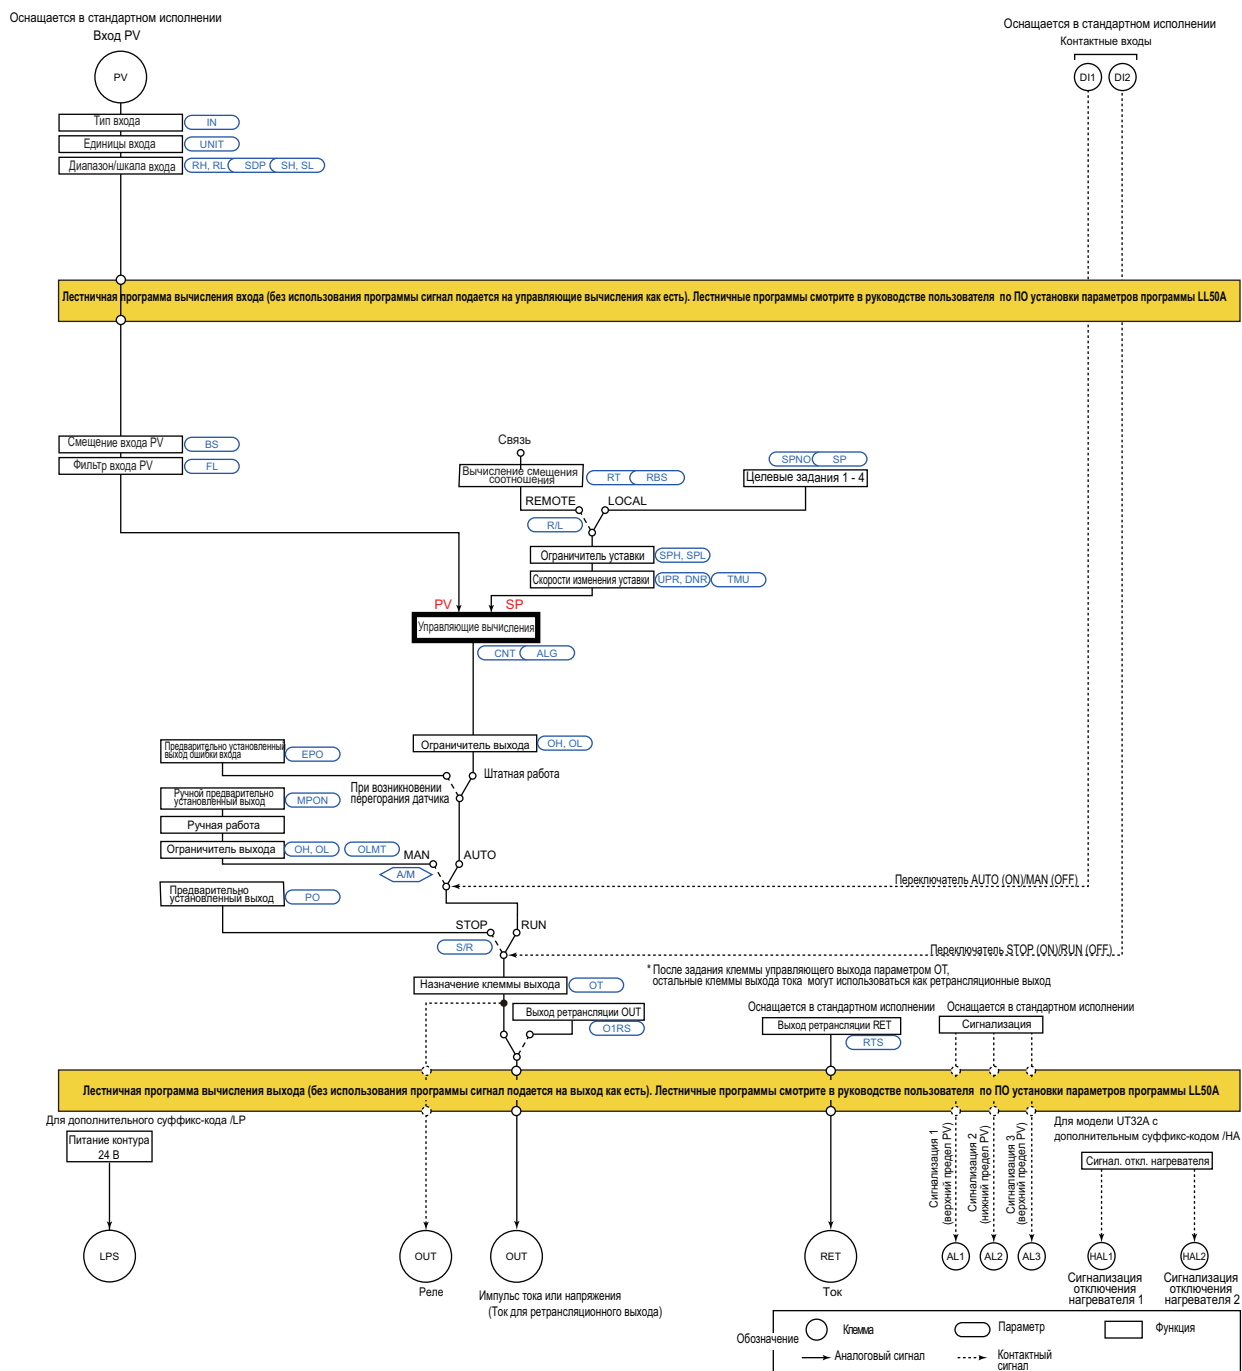 Оснащается в стандартном исполнении
Вход PV
PV
Тип входа
IN
Единицы входа
UNIT
Диапазон/шкала входа
RH, RL
SDP
SH, SL
Оснащается в стандартном исполнении
Контактные входы
DI1
DI2
Лестничная программа вычисления входа (без использования программы сигнал подается на управляющие вычисления как есть). Лестничные программы смотрите в руководстве пользователя по ПО установки параметров программы LL50A
Смещение входа PV
BS
Фильтр входа PV
FL
Связь
Вычисление смещения
соотношения
RT
RBS
SPNO
SP
Целевые задания 1 - 4
REMOTE
LOCAL
R/L
Ограничитель уставки
SPH, SPL
Скорости изменения уставки
UPR, DNR
TMU
PV
SP
Управляющие вычисления
CNT
ALG
Ограничитель выхода
OH, OL
Предварительно установленный
выход ошибки входа
EPO
Штатная работа
При возникновении
перегорания датчика
Ручной предварительно
установленный выход
MPON
Ручная работа
Ограничитель выхода
OH, OL
OLMT
MAN
AUTO
A/M
Переключатель AUTO (ON)/MAN (OFF)
Предварительно
установленный выход
PO
STOP
RUN
S/R
Переключатель STOP (ON)/RUN (OFF)
* После задания клеммы управляющего выхода параметром OT,
остальные клеммы выхода тока могут использоваться как ретрансляционные выход
Назначение клеммы выхода
OT
Выход ретрансляции OUT
O1RS
Оснащается в стандартном исполнении
Выход ретрансляции RET
RTS
Оснащается в стандартном исполнении
Сигнализация
Лестничная программа вычисления выхода (без использования программы сигнал подается на выход как есть). Лестничные программы смотрите в руководстве пользователя по ПО установки параметров программы LL50A
Для дополнительного суффикс-кода /LP
Питание контура
24 В
LPS
OUT
Реле
OUT
Импульс тока или напряжения
(Ток для ретрансляционного выхода)
RET
Ток
Сигнализация 1
(верхний предел PV)
Сигнализация 2
(нижний предел PV)
Сигнализация 3
(верхний предел PV)
AL1
AL2
AL3
Для модели UT32A с
дополнительным суффикс-кодом /HA
Сигнал. откл. нагревателя
HAL1
HAL2
Сигнализация
отключения
нагревателя 1
Сигнализация
отключения
нагревателя 2
Обозначение
Клемма
Параметр
Функция
Аналоговый сигнал
Контактный
сигнал